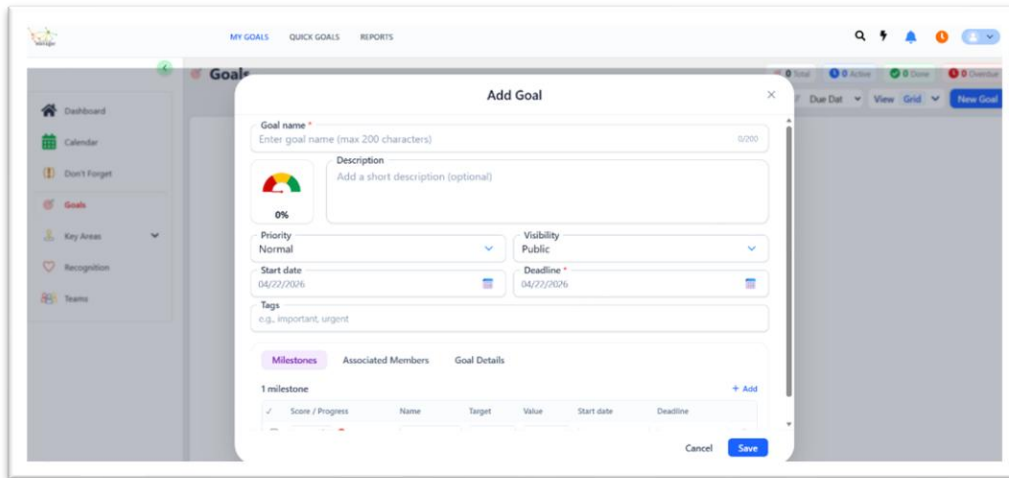 MY GOALS QUICK GOALS REPORTS
Goals
0 Total 0 Active 0 Done 0 Overdue
Due Dat View Grid New Goal
Dashboard
Calendar
Don't Forget
Goals
Key Areas
Recognition
Teams
Add Goal
Goal name *
Enter goal name (max 200 characters) 0/200
Description
Add a short description (optional)
0%
Priority
Normal
Visibility
Public
Start date
04/22/2026
Deadline *
04/22/2026
Tags
e.g., important, urgent
Milestones Associated Members Goal Details
1 milestone + Add
✓ Score / Progress Name Target Value Start date Deadline
Cancel Save